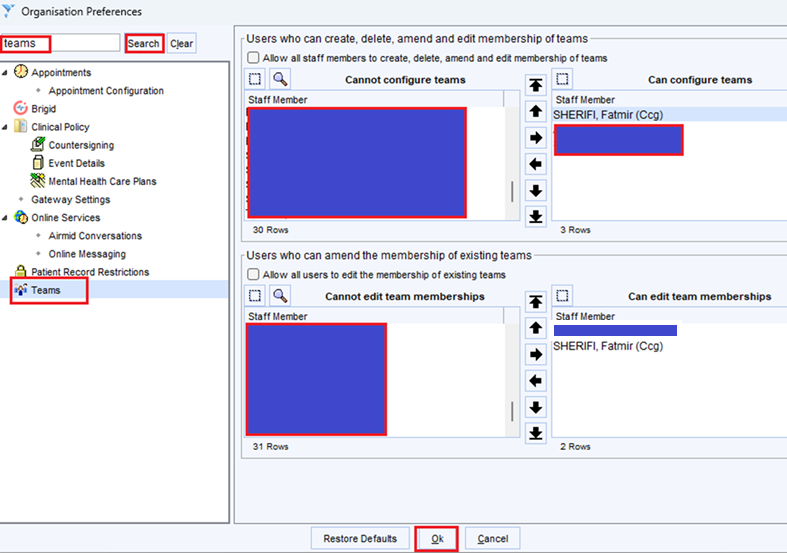 Organisation Preferences
teams
Search
Clear
Appointments
Appointment Configuration
Brigid
Clinical Policy
Countersigning
Event Details
Mental Health Care Plans
Gateway Settings
Online Services
Airmid Conversations
Online Messaging
Patient Record Restrictions
Teams
Users who can create, delete, amend and edit membership of teams
Allow all staff members to create, delete, amend and edit membership of teams
Cannot configure teams
Staff Member
30 Rows
Can configure teams
Staff Member
SHERIFI, Fatmir (Ccg)
3 Rows
Users who can amend the membership of existing teams
Allow all users to edit the membership of existing teams
Cannot edit team memberships
Staff Member
31 Rows
Can edit team memberships
Staff Member
SHERIFI, Fatmir (Ccg)
2 Rows
Restore Defaults
Ok
Cancel